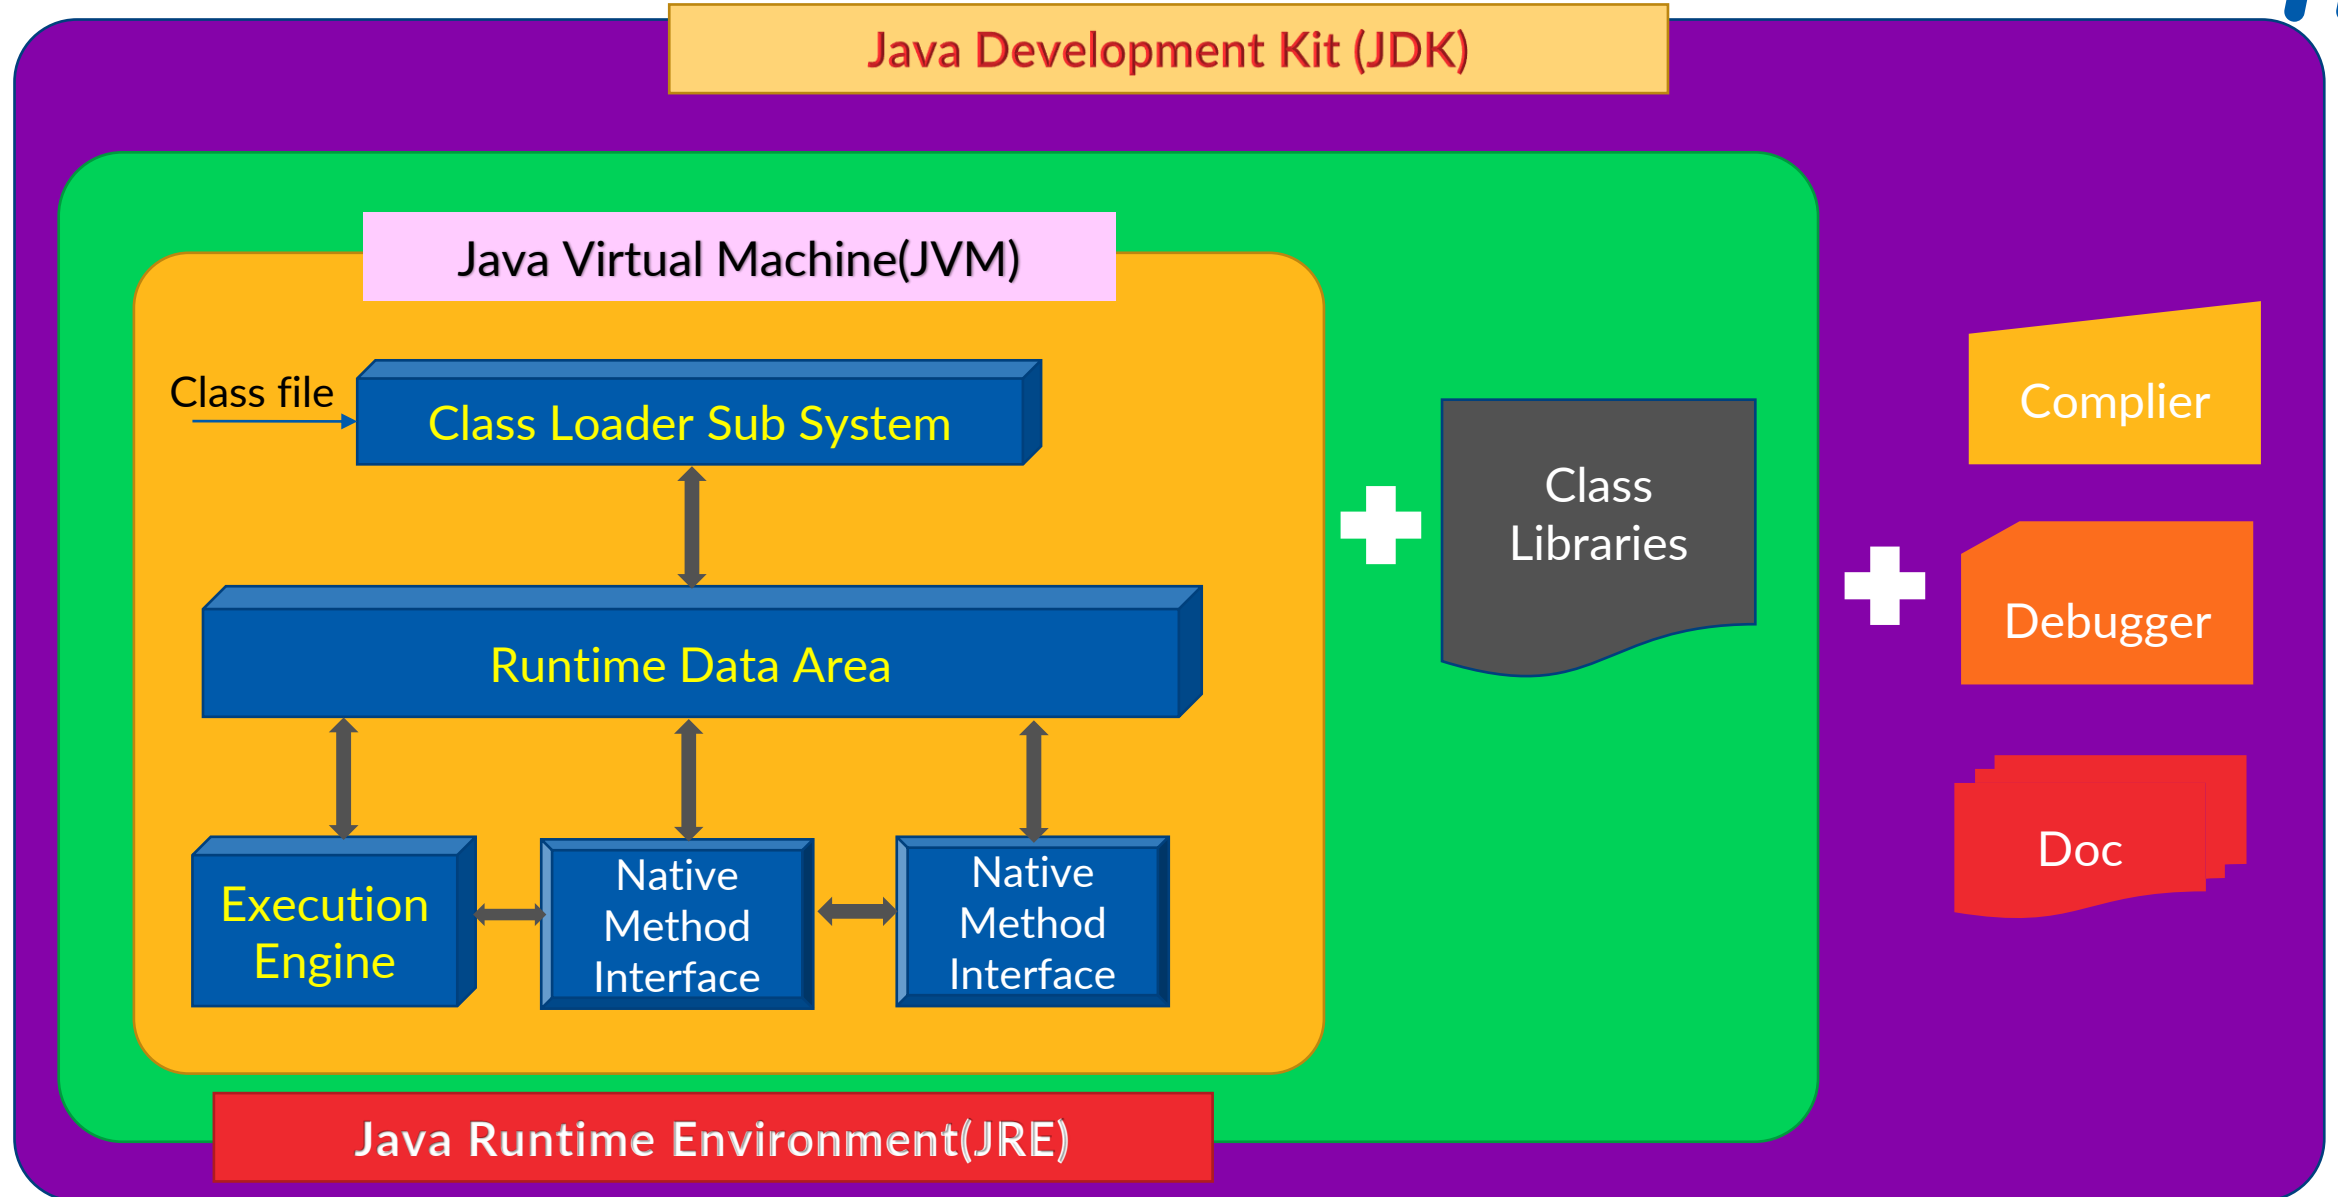 Java Development Kit (JDK)
Java Virtual Machine(JVM)
Class file
Class Loader Sub System
Runtime Data Area
Execution
Engine
Native
Method
Interface
Native
Method
Interface
Class
Libraries
Complier
Debugger
Doc
Java Runtime Environment(JRE)